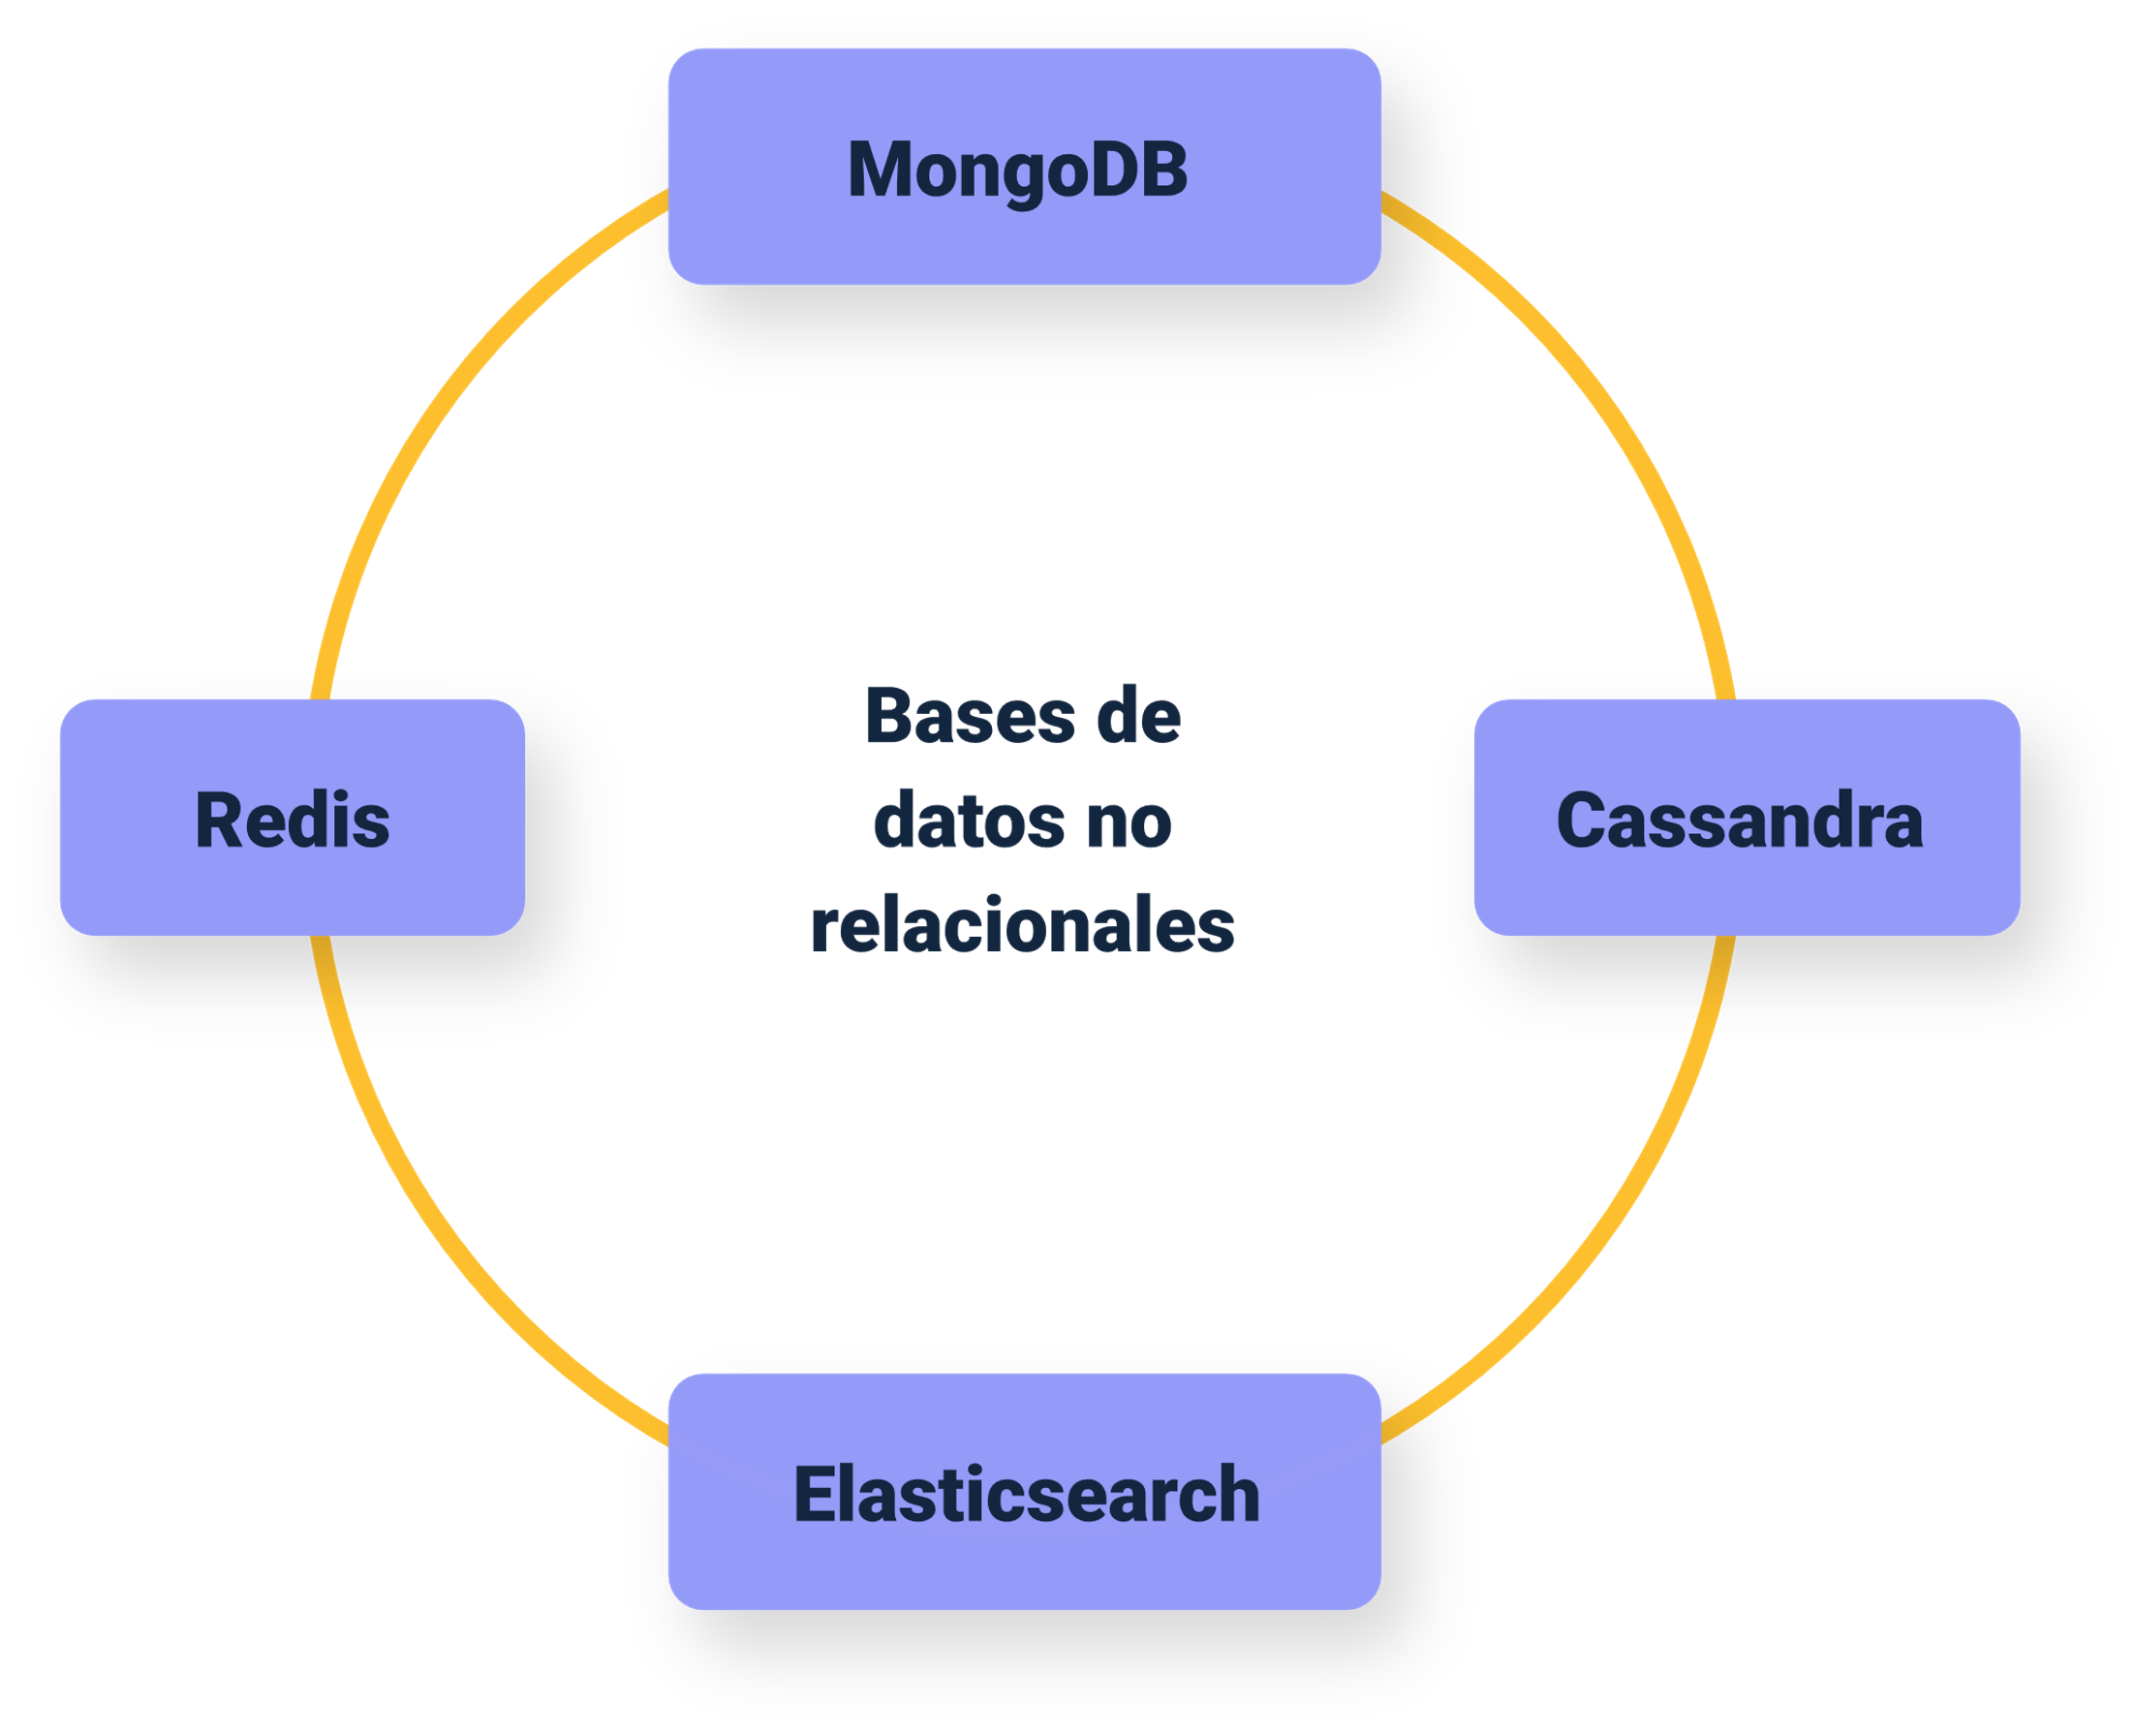 MongoDB
Redis
Bases de
datos no
relacionales
Cassandra
Elasticsearch